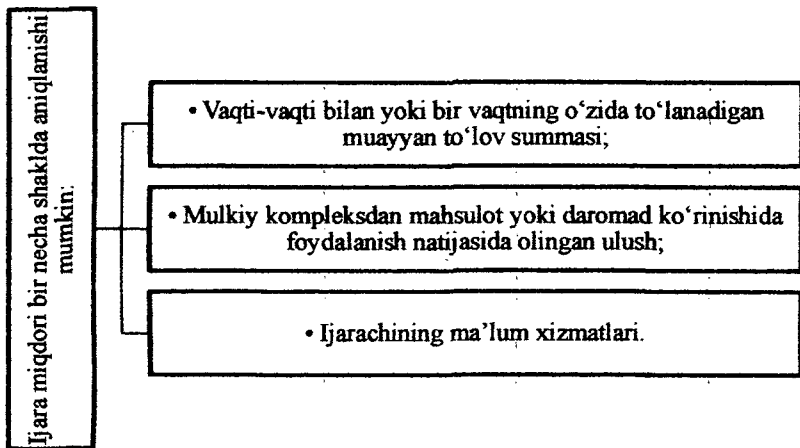 Ijara miqdori bir necha shaklda aniqlanishi
mumkin:
• Vaqti-vaqti bilan yoki bir vaqtning o‘zida to‘lanadigan
muayyan to‘lov summasi;
• Mulkiy kompleksdan mahsulot yoki daromad ko‘rinishida
foydalanish natijasida olingan ulush;
• Ijarachining ma’lum xizmatlari.